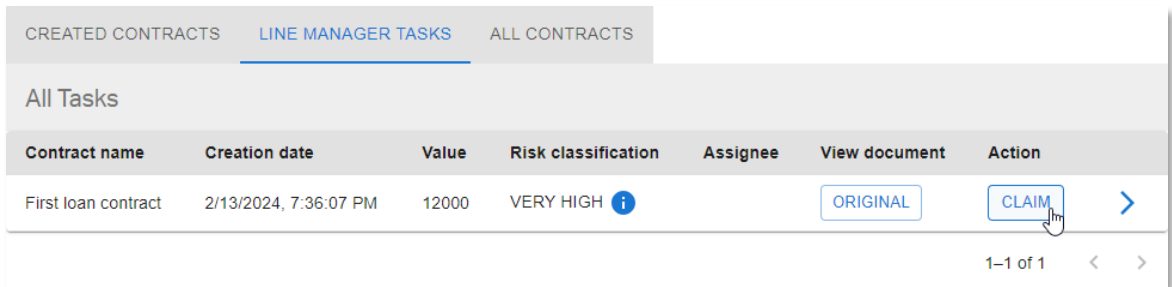 CREATED CONTRACTS LINE MANAGER TASKS ALL CONTRACTS
All Tasks
Contract name Creation date Value Risk classification Assignee View document Action
First loan contract 2/13/2024, 7:36:07 PM 12000 VERY HIGH i ORIGINAL CLAIM
1–1 of 1